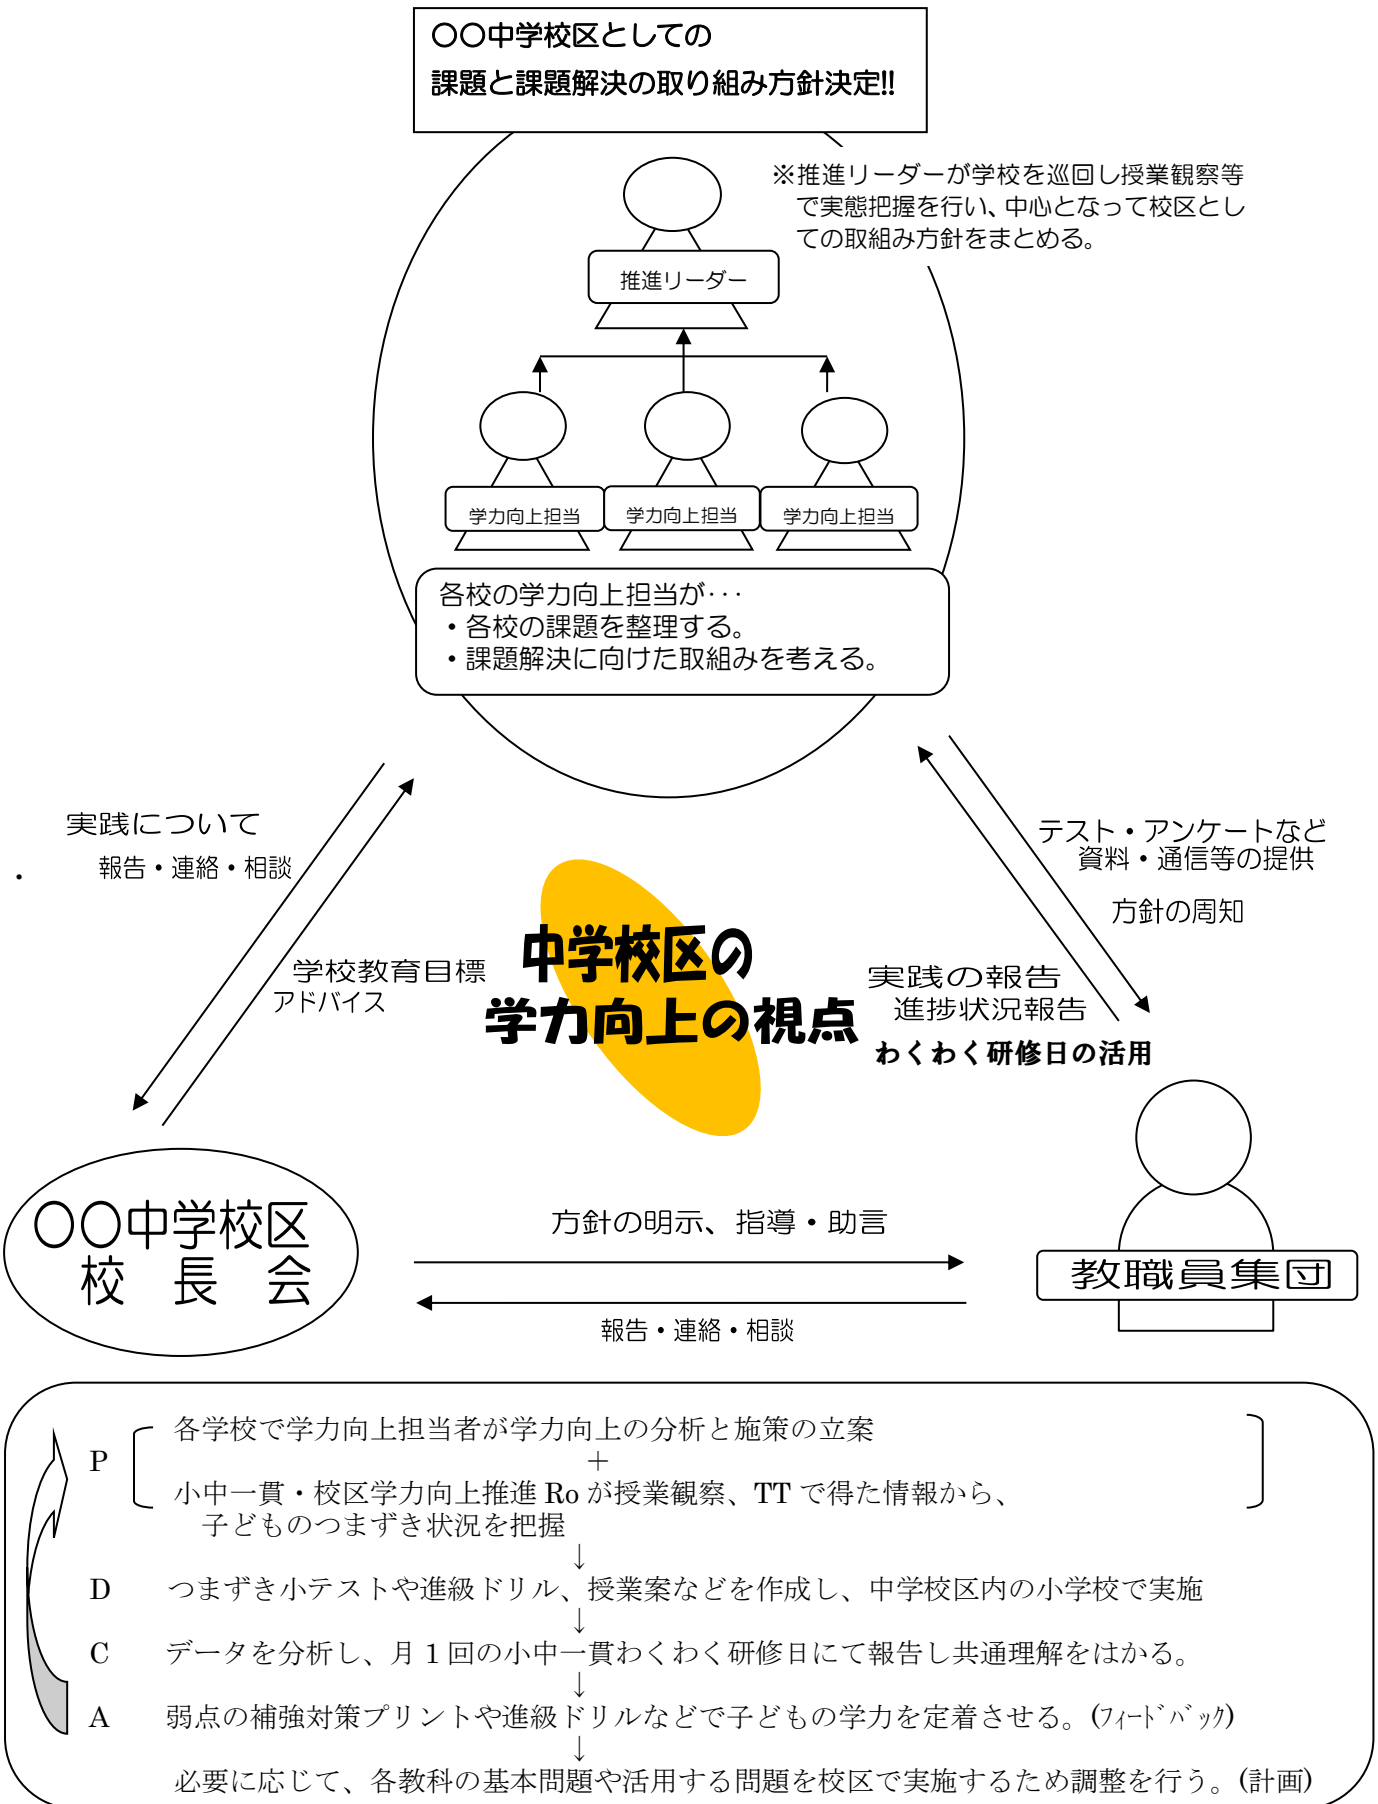 〇〇中学校区としての
課題と課題解決の取り組み方針決定!!
※推進リーダーが学校を巡回し授業観察等
で実態把握を行い、中心となって校区とし
ての取組み方針をまとめる。
推進リーダー
学力向上担当 学力向上担当 学力向上担当
各校の学力向上担当が･･･
・各校の課題を整理する。
・課題解決に向けた取組みを考える。
実践について
報告・連絡・相談
.
学校教育目標
アドバイス
テスト・アンケートなど
資料・通信等の提供
方針の周知
中学校区の
学力向上の視点
実践の報告
進捗状況報告
わくわく研修日の活用
〇〇中学校区
校 長 会
方針の明示、指導・助言
報告・連絡・相談
教職員集団
各学校で学力向上担当者が学力向上の分析と施策の立案
P ＋
小中一貫・校区学力向上推進 Ro が授業観察、TT で得た情報から、
子どものつまずき状況を把握
↓
D つまずき小テストや進級ドリル、授業案などを作成し、中学校区内の小学校で実施
↓
C データを分析し、月 1 回の小中一貫わくわく研修日にて報告し共通理解をはかる。
↓
A 弱点の補強対策プリントや進級ドリルなどで子どもの学力を定着させる。(ﾌｨｰﾄﾞﾊﾞｯｸ)
↓
必要に応じて、各教科の基本問題や活用する問題を校区で実施するため調整を行う。(計画)